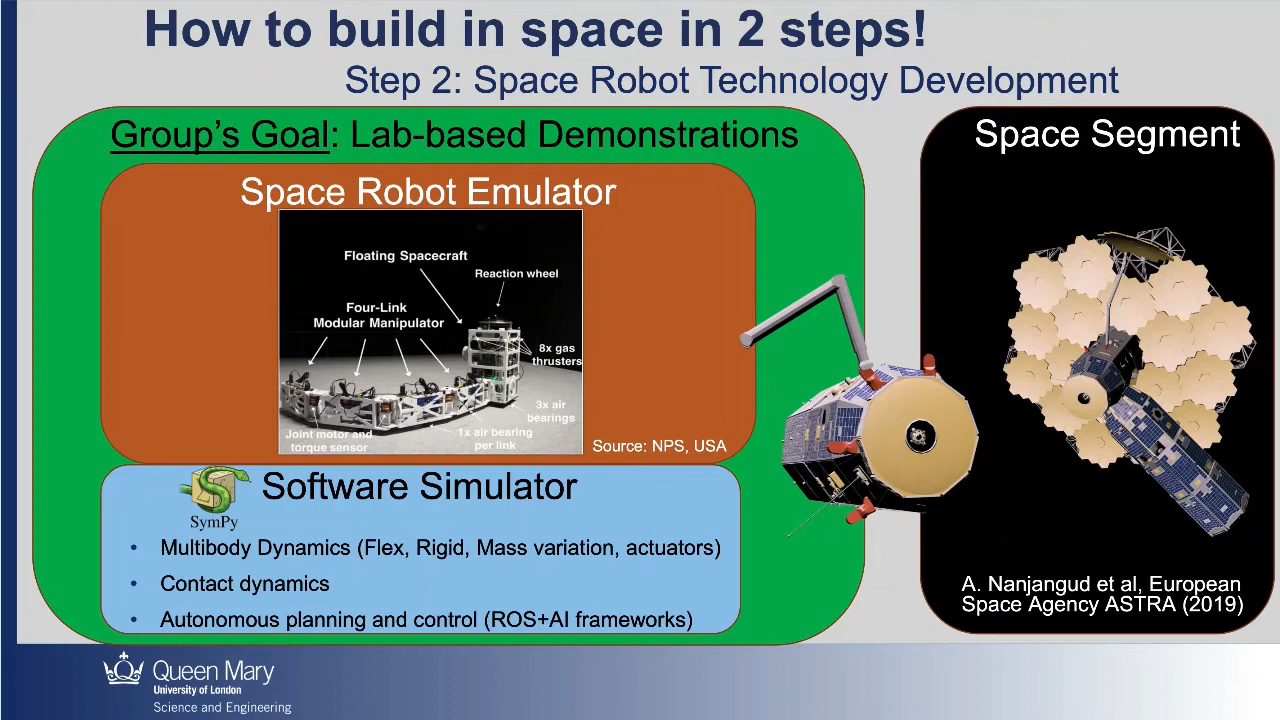 How to build in space in 2 steps!
Step 2: Space Robot Technology Development
Group's Goal: Lab-based Demonstrations
Space Robot Emulator
Floating Spacecraft
Reaction wheel
Four-Link
Modular Manipulator
8x gas
thrusters
3x air
bearings
1x air bearing
per link
Joint motor and
torque sensor
Source: NPS, USA
SymPy
Software Simulator
• Multibody Dynamics (Flex, Rigid, Mass variation, actuators)
• Contact dynamics
• Autonomous planning and control (ROS+AI frameworks)
Space Segment
A. Nanjangud et al, European
Space Agency ASTRA (2019)
Queen Mary
University of London
Science and Engineering